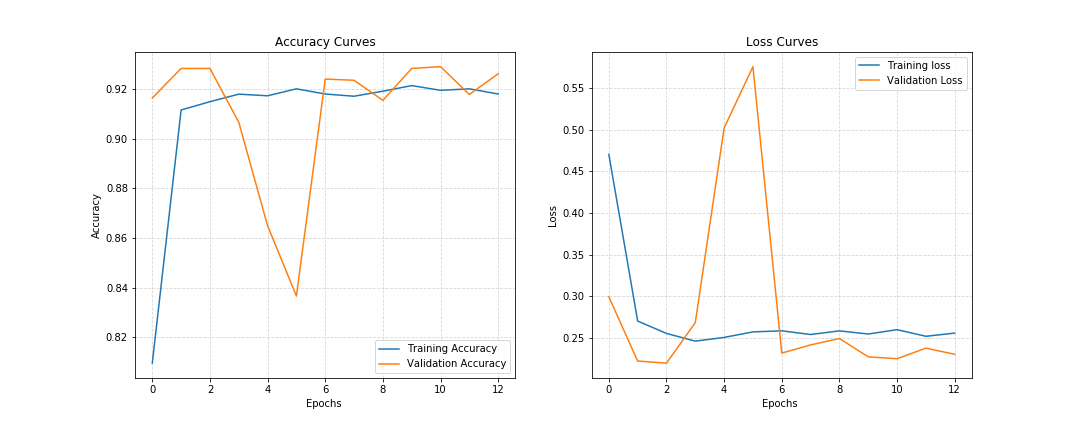 Accuracy Curves
Accuracy
0.92
0.90
0.88
0.86
0.84
0.82
0 2 4 6 8 10 12
Epochs
Training Accuracy
Validation Accuracy
Loss Curves
Loss
0.55
0.50
0.45
0.40
0.35
0.30
0.25
0 2 4 6 8 10 12
Epochs
Training loss
Validation Loss